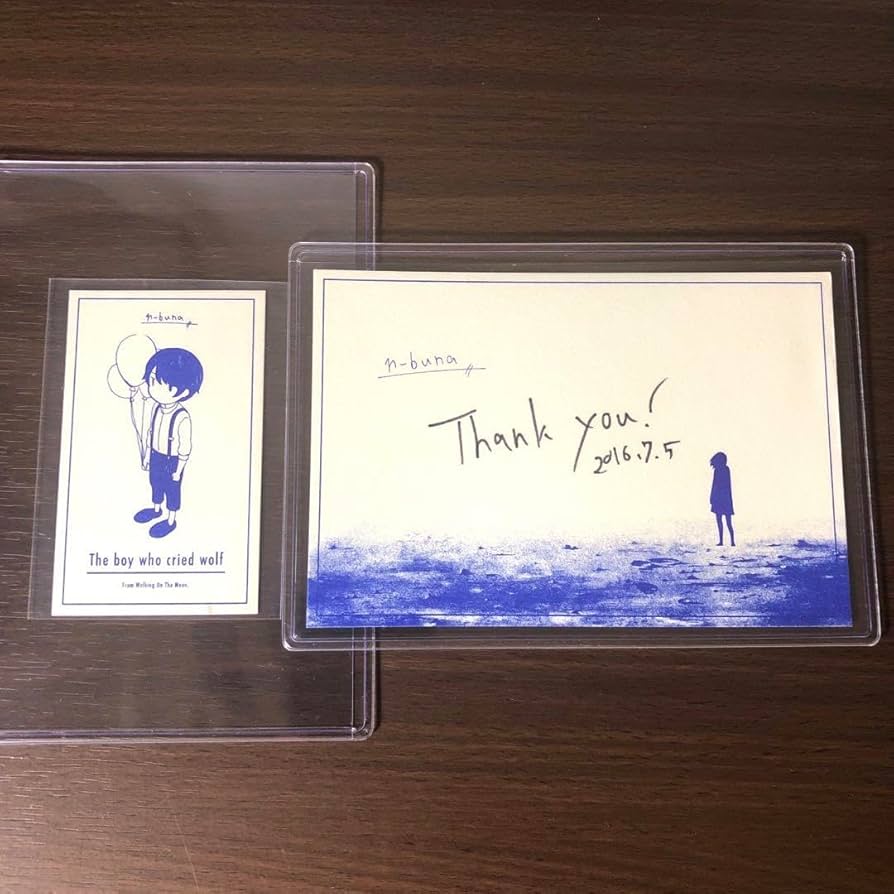 n-buna
The boy who cried wolf
From Walking On The Moon.
n-buna
Thank you!
2016.7.5